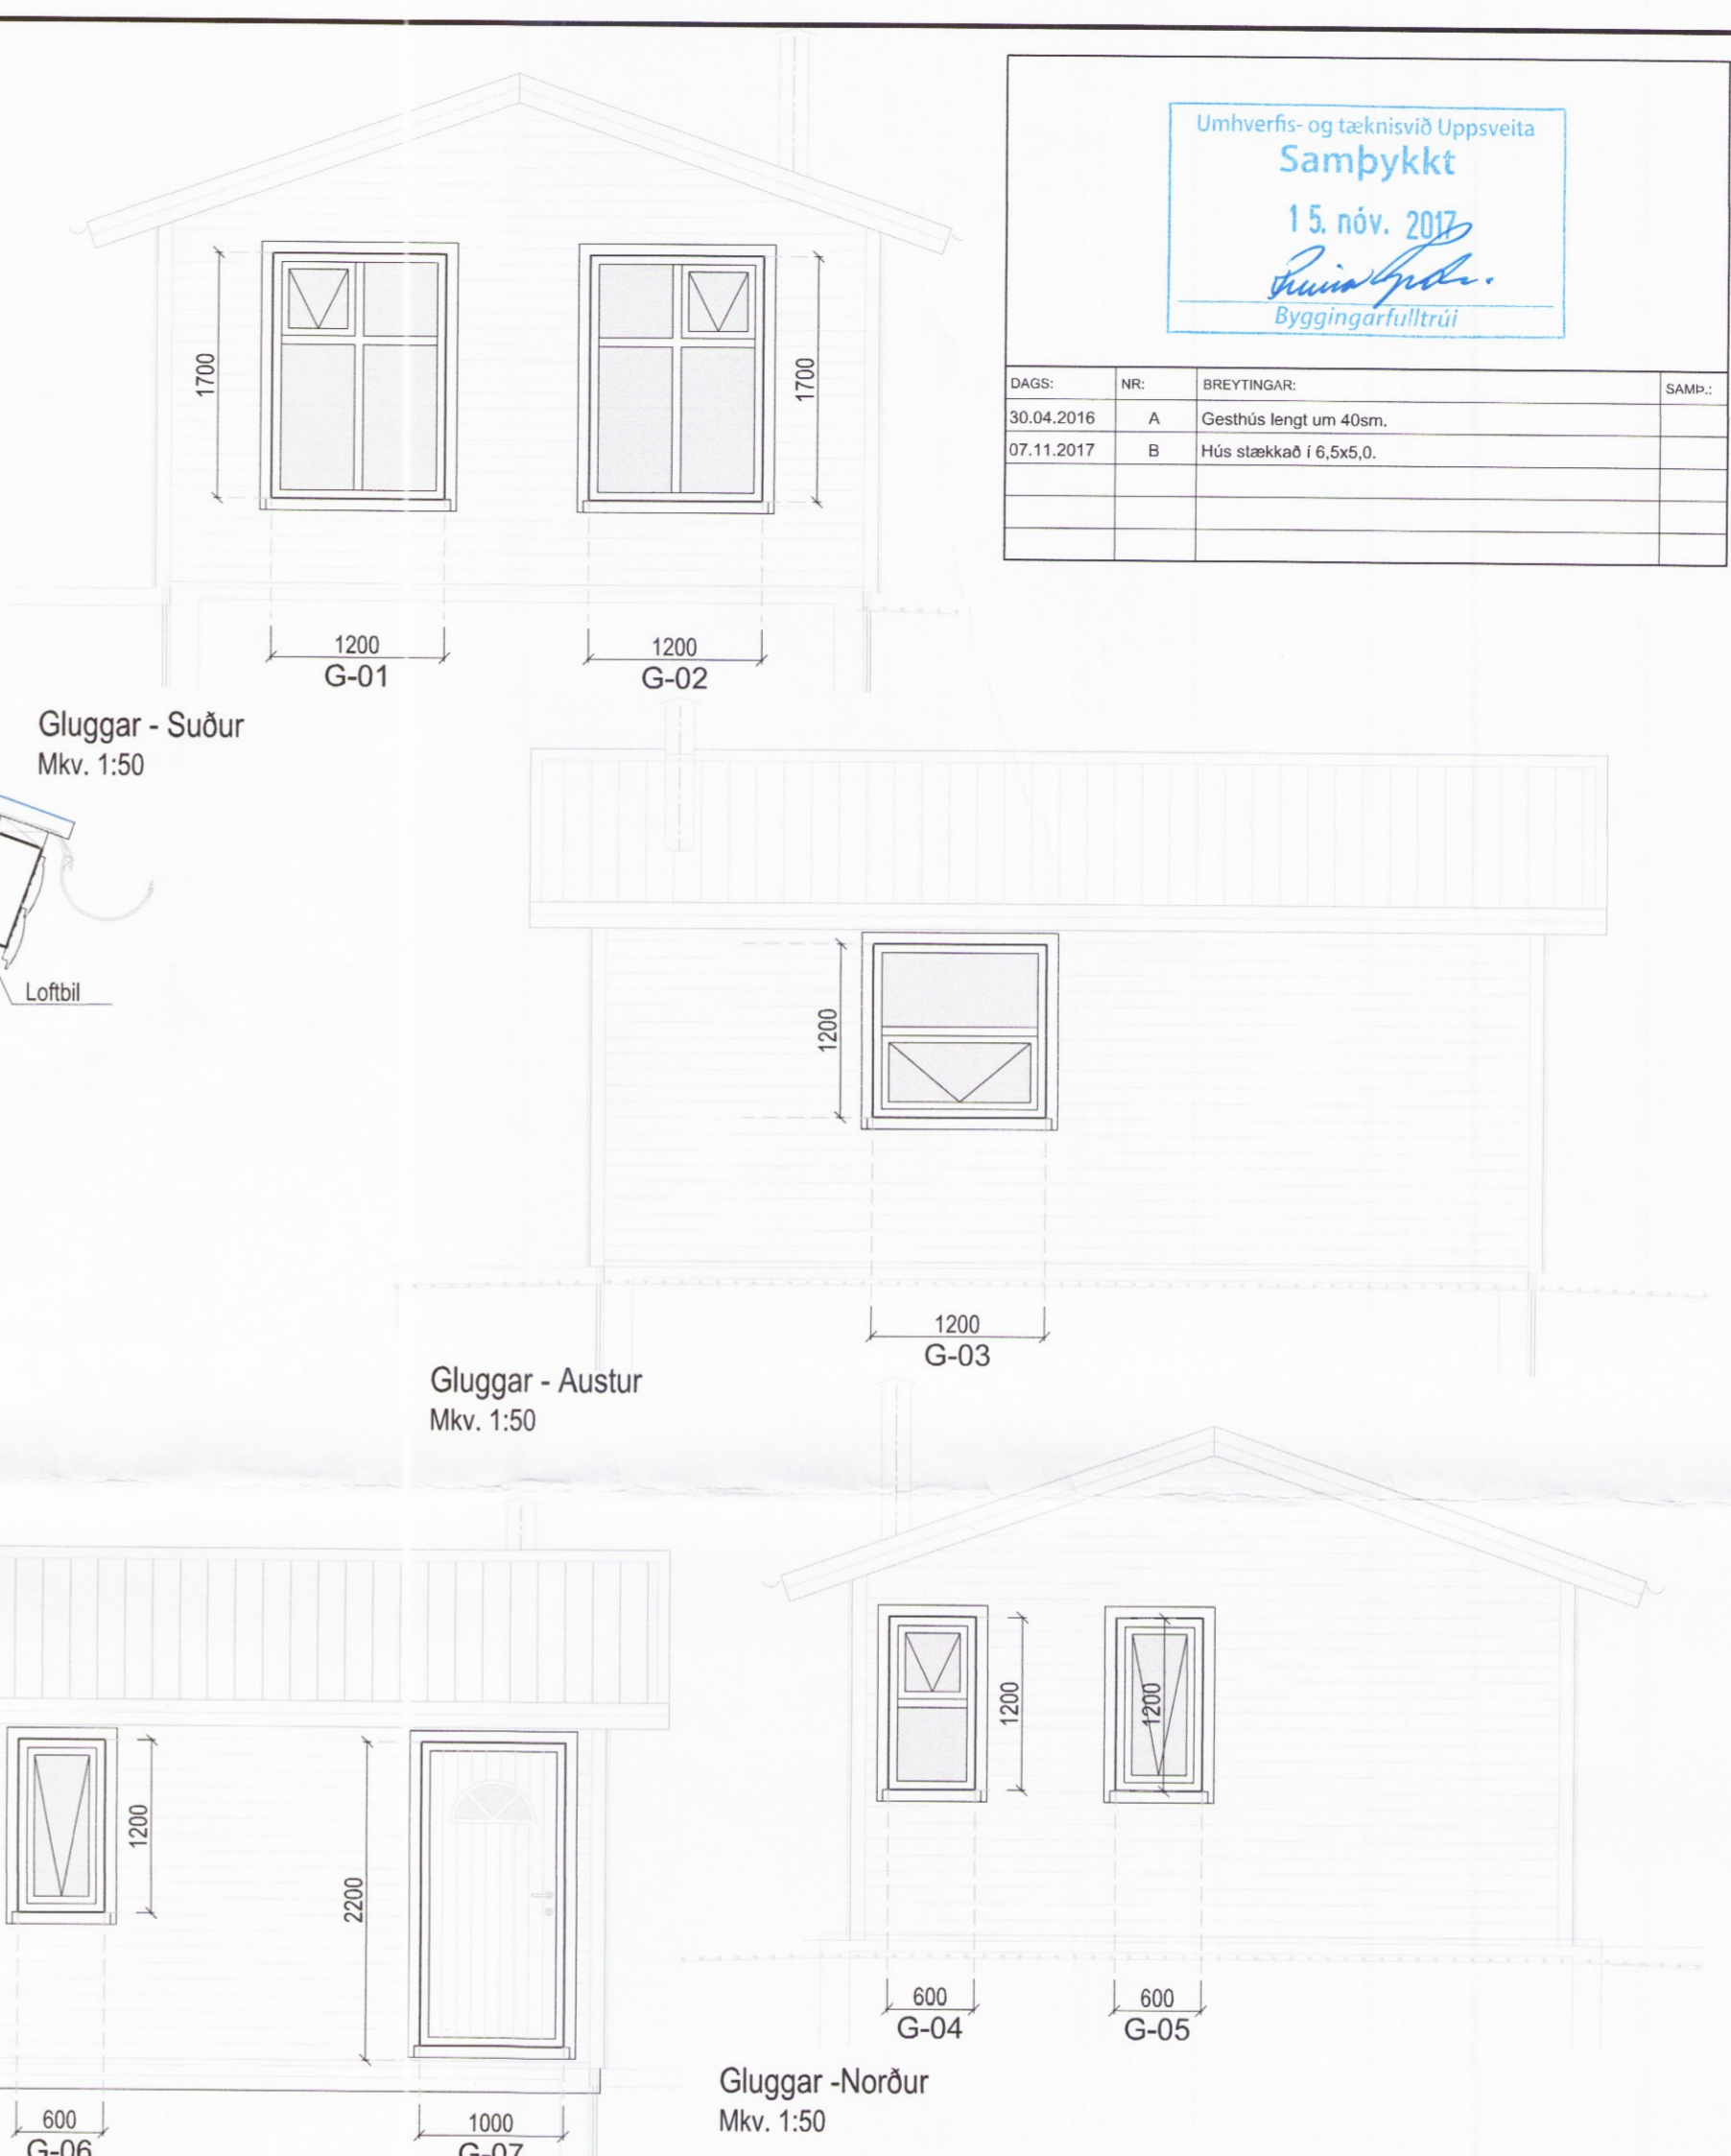 Umhverfis- og tæknisvið Uppsveita
Samþykkt
15. nóv. 2017
Byggingarfulltrúi
DAGS: NR: BREYTINGAR: SAMÞ.:
30.04.2016 A Gesthús lengt um 40sm.
07.11.2017 B Hús stækkað í 6,5x5,0.
1700
1700
1200
G-01
1200
G-02
Gluggar - Suður
Mkv. 1:50
Loftbil
1200
1200
G-03
Gluggar - Austur
Mkv. 1:50
1200
2200
600
G-06
1000
G-07
1200
1200
600
G-04
600
G-05
Gluggar -Norður
Mkv. 1:50